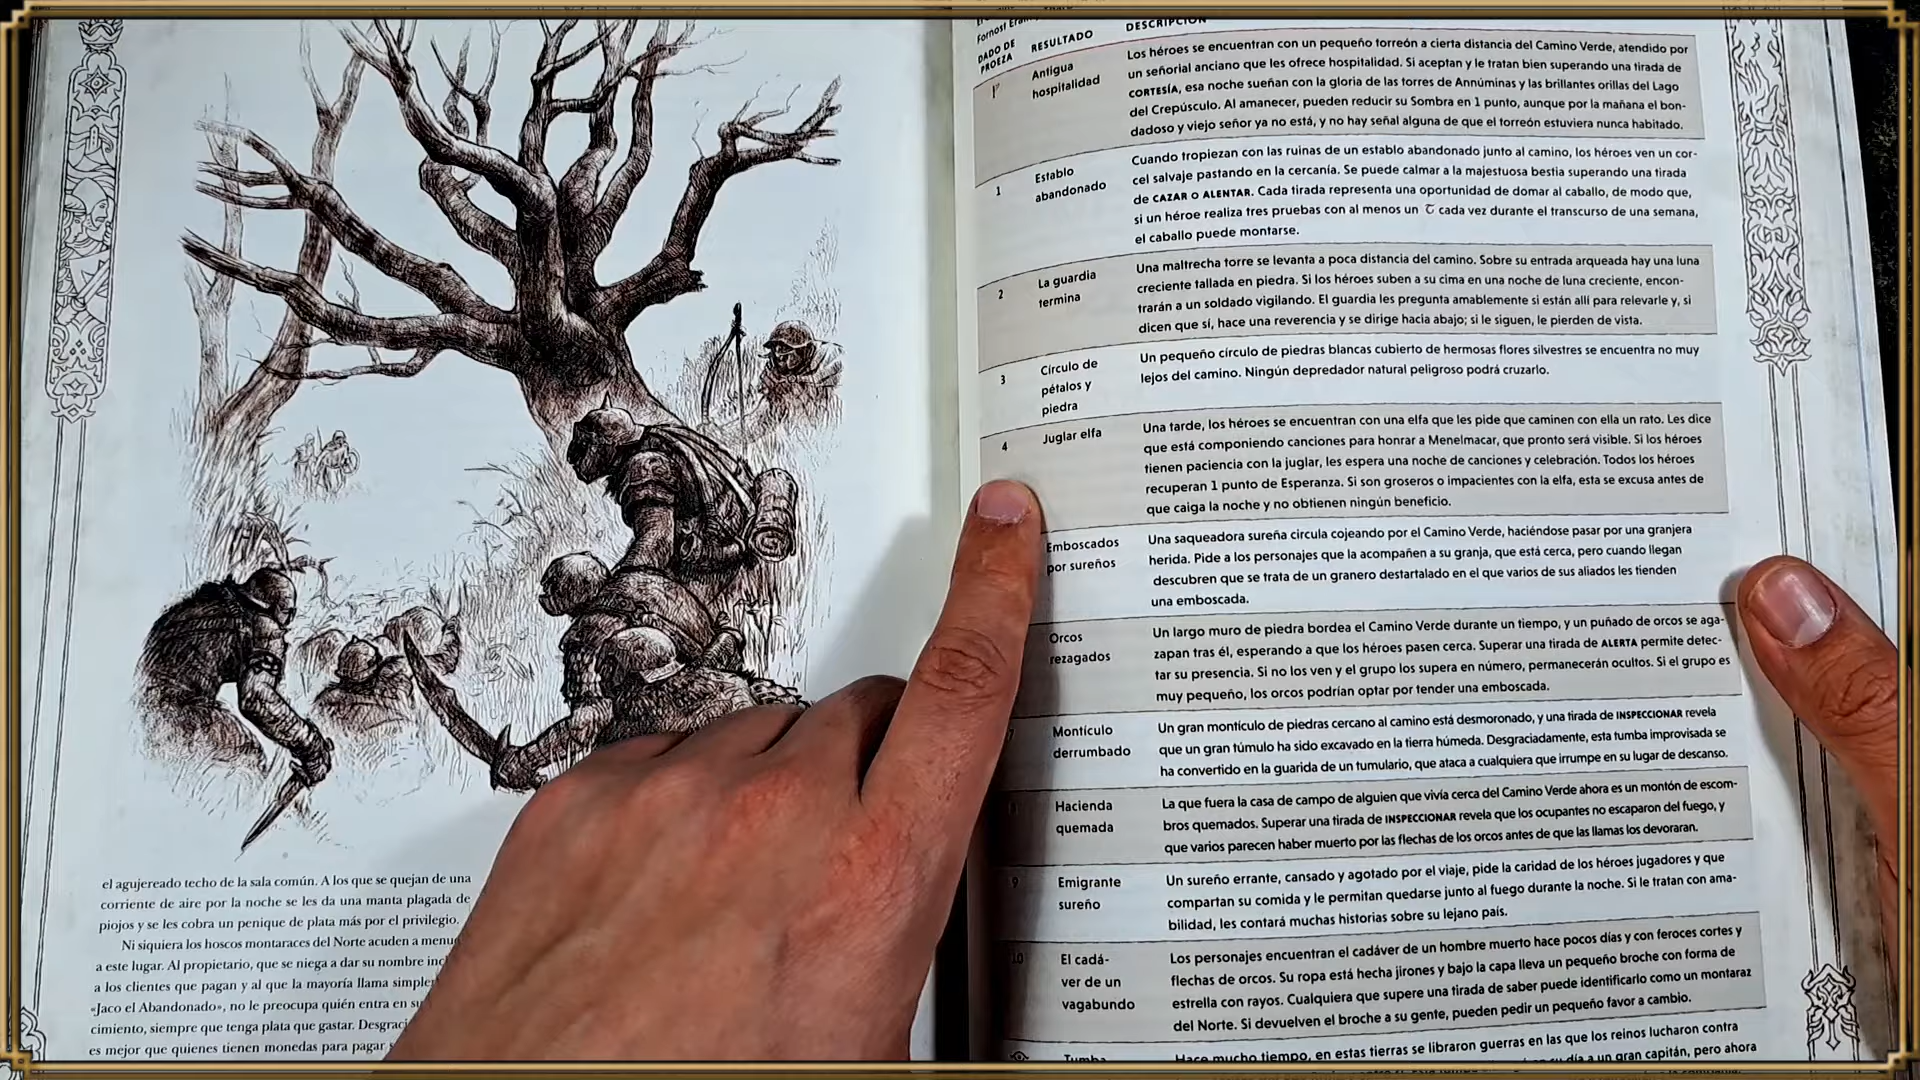 el agujereado techo de la sala común. A los que se quejan de una
corriente de aire por la noche se les da una manta plagada de
piojos y se les cobra un penique de plata más por el privilegio.
Ni siquiera los hoscos montaraces del Norte acuden a
a este lugar. Al propietario, que se niega a dar su nombre
a los clientes que pagan y al que la mayoría llama
«Jaco el Abandonado», no le preocupa quién entra en
cimiento, siempre que tenga plata que gastar.
es mejor que quienes tienen monedas para pagar
DADO DE PROEZA
RESULTADO
DESCRIPCIÓN
Antigua hospitalidad
Los héroes se encuentran con un pequeño torreón a cierta distancia del Camino Verde, atendido por
un señorial anciano que les ofrece hospitalidad. Si aceptan y le tratan bien superando una tirada de
CORTESÍA, esa noche sueñan con la gloria de las torres de Annúminas y las brillantes orillas del Lago
del Crepúsculo. Al amanecer, pueden reducir su Sombra en 1 punto, aunque por la mañana el bon-
dadoso y viejo señor ya no está, y no hay señal alguna de que el torreón estuviera nunca habitado.
1
Establo abandonado
Cuando tropiezan con las ruinas de un establo abandonado junto al camino, los héroes ven un cor-
cel salvaje pastando en la cercanía. Se puede calmar a la majestuosa bestia superando una tirada
de CAZAR O ALENTAR. Cada tirada representa una oportunidad de domar al caballo, de modo que,
si un héroe realiza tres pruebas con al menos un cada vez durante el transcurso de una semana,
el caballo puede montarse.
2
La guardia termina
Una maltrecha torre se levanta a poca distancia del camino. Sobre su entrada arqueada hay una luna
creciente tallada en piedra. Si los héroes suben a su cima en una noche de luna creciente, encon-
trarán a un soldado vigilando. El guardia les pregunta amablemente si están allí para relevarle y, si
dicen que sí, hace una reverencia y se dirige hacia abajo; si le siguen, le pierden de vista.
3
Círculo de pétalos y piedra
Un pequeño círculo de piedras blancas cubierto de hermosas flores silvestres se encuentra no muy
lejos del camino. Ningún depredador natural peligroso podrá cruzarlo.
4
Juglar elfa
Una tarde, los héroes se encuentran con una elfa que les pide que caminen con ella un rato. Les dice
que está componiendo canciones para honrar a Menelmacar, que pronto será visible. Si los héroes
tienen paciencia con la juglar, les espera una noche de canciones y celebración. Todos los héroes
recuperan 1 punto de Esperanza. Si son groseros o impacientes con la elfa, esta se excusa antes de
que caiga la noche y no obtienen ningún beneficio.
Emboscados por sureños
Una saqueadora sureña circula cojeando por el Camino Verde, haciéndose pasar por una granjera
herida. Pide a los personajes que la acompañen a su granja, que está cerca, pero cuando llegan
descubren que se trata de un granero destartalado en el que varios de sus aliados les tienden
una emboscada.
Orcos rezagados
Un largo muro de piedra bordea el Camino Verde durante un tiempo, y un puñado de orcos se aga-
zapan tras él, esperando a que los héroes pasen cerca. Superar una tirada de ALERTA permite detec-
tar su presencia. Si no los ven y el grupo los supera en número, permanecerán ocultos. Si el grupo es
muy pequeño, los orcos podrían optar por tender una emboscada.
7
Montículo derrumbado
Un gran montículo de piedras cercano al camino está desmoronado, y una tirada de INSPECCIONAR revela
que un gran túmulo ha sido excavado en la tierra húmeda. Desgraciadamente, esta tumba improvisada se
ha convertido en la guarida de un tumulario, que ataca a cualquiera que irrumpe en su lugar de descanso.
Hacienda quemada
La que fuera la casa de campo de alguien que vivía cerca del Camino Verde ahora es un montón de escom-
bros quemados. Superar una tirada de INSPECCIONAR revela que los ocupantes no escaparon del fuego, y
que varios parecen haber muerto por las flechas de los orcos antes de que las llamas los devoraran.
9
Emigrante sureño
Un sureño errante, cansado y agotado por el viaje, pide la caridad de los héroes jugadores y que
compartan su comida y le permitan quedarse junto al fuego durante la noche. Si le tratan con ama-
bilidad, les contará muchas historias sobre su lejano país.
10
El cadá-
ver de un
vagabundo
Los personajes encuentran el cadáver de un hombre muerto hace pocos días y con feroces cortes y
flechas de orcos. Su ropa está hecha jirones y bajo la capa lleva un pequeño broche con forma de
estrella con rayos. Cualquiera que supere una tirada de saber puede identificarlo como un montaraz
del Norte. Si devuelven el broche a su gente, pueden pedir un pequeño favor a cambio.
Tumba
Hace mucho tiempo, en estas tierras se libraron guerras en las que los reinos lucharon contra
día a un gran capitán, pero ahora